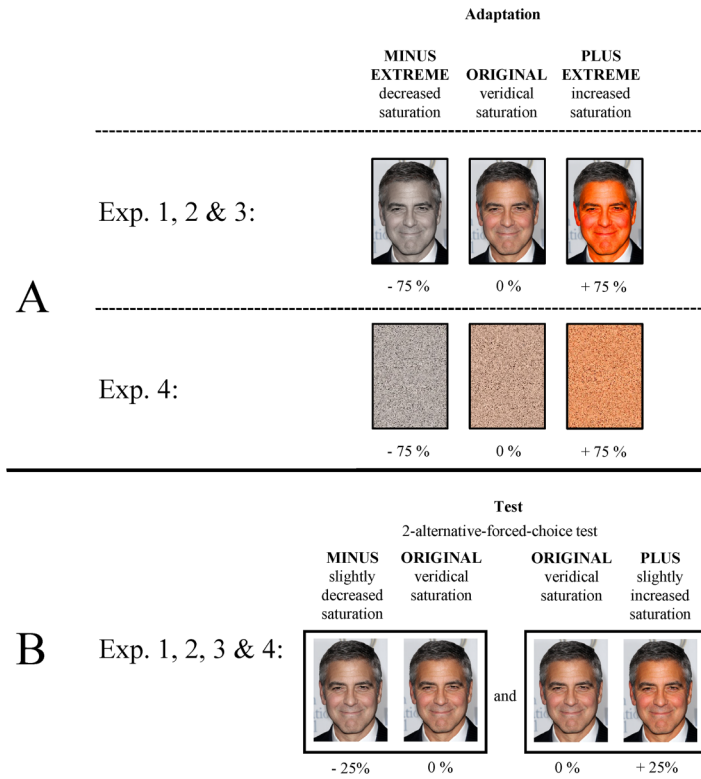 Adaptation
MINUS EXTREME decreased saturation
ORIGINAL veridical saturation
PLUS EXTREME increased saturation
Exp. 1, 2 & 3:
- 75 % 0 % + 75 %
A
Exp. 4:
- 75 % 0 % + 75 %
Test
2-alternative-forced-choice test
MINUS slightly decreased saturation
ORIGINAL veridical saturation
ORIGINAL veridical saturation
PLUS slightly increased saturation
B
Exp. 1, 2, 3 & 4:
and
- 25% 0 % 0 % + 25%